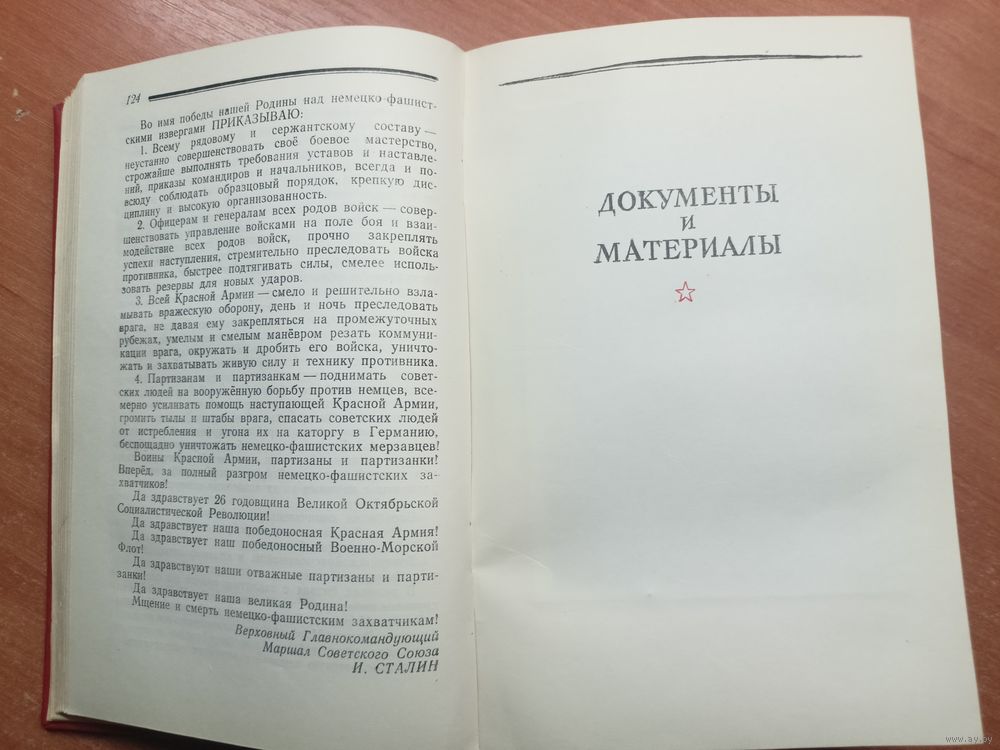 124
Во имя победы нашей Родины над немецко-фашист-
скими извергами ПРИКАЗЫВАЮ:
1. Всему рядовому и сержантскому составу —
неустанно совершенствовать своё боевое мастерство,
строжайше выполнять требования уставов и наставле-
ний, приказы командиров и начальников, всегда и по-
всюду соблюдать образцовый порядок, крепкую дис-
циплину и высокую организованность.
2. Офицерам и генералам всех родов войск — совер-
шенствовать управление войсками на поле боя и взаи-
модействие всех родов войск, прочно закреплять
успехи наступления, стремительно преследовать войска
противника, быстрее подтягивать силы, смелее исполь-
зовать резервы для новых ударов.
3. Всей Красной Армии — смело и решительно взла-
мывать вражескую оборону, день и ночь преследовать
врага, не давая ему закрепляться на промежуточных
рубежах, умелым и смелым манёвром резать коммуни-
кации врага, окружать и дробить его войска, уничто-
жать и захватывать живую силу и технику противника.
4. Партизанам и партизанкам — поднимать совет-
ских людей на вооружённую борьбу против немцев, все-
мерно усиливать помощь наступающей Красной Армии,
громить тылы и штабы врага, спасать советских людей
от истребления и угона их на каторгу в Германию,
беспощадно уничтожать немецко-фашистских мерзавцев!
Воины Красной Армии, партизаны и партизанки!
Вперёд, за полный разгром немецко-фашистских за-
хватчиков!
Да здравствует 26 годовщина Великой Октябрьской
Социалистической Революции!
Да здравствует наша победоносная Красная Армия!
Да здравствует наш победоносный Военно-Морской
Флот!
Да здравствуют наши отважные партизаны и парти-
занки!
Да здравствует наша великая Родина!
Мщение и смерть немецко-фашистским захватчикам!
Верховный Главнокомандующий
Маршал Советского Союза
И. СТАЛИН
ДОКУМЕНТЫ
И
МАТЕРИАЛЫ
www.ay.by